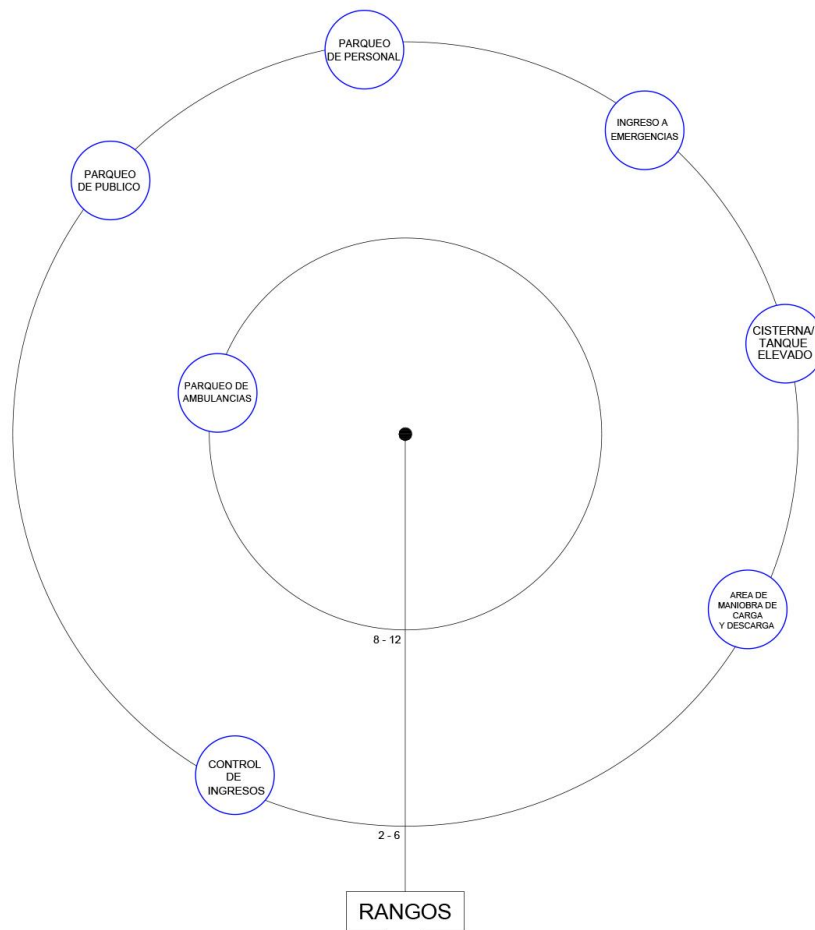 PARQUEO
DE PERSONAL
INGRESO A
EMERGENCIAS
PARQUEO
DE PUBLICO
CISTERNA/
TANQUE
ELEVADO
PARQUEO DE
AMBULANCIAS
AREA DE
MANIOBRA DE
CARGA
Y DESCARGA
8 - 12
CONTROL
DE
INGRESOS
2 - 6
RANGOS